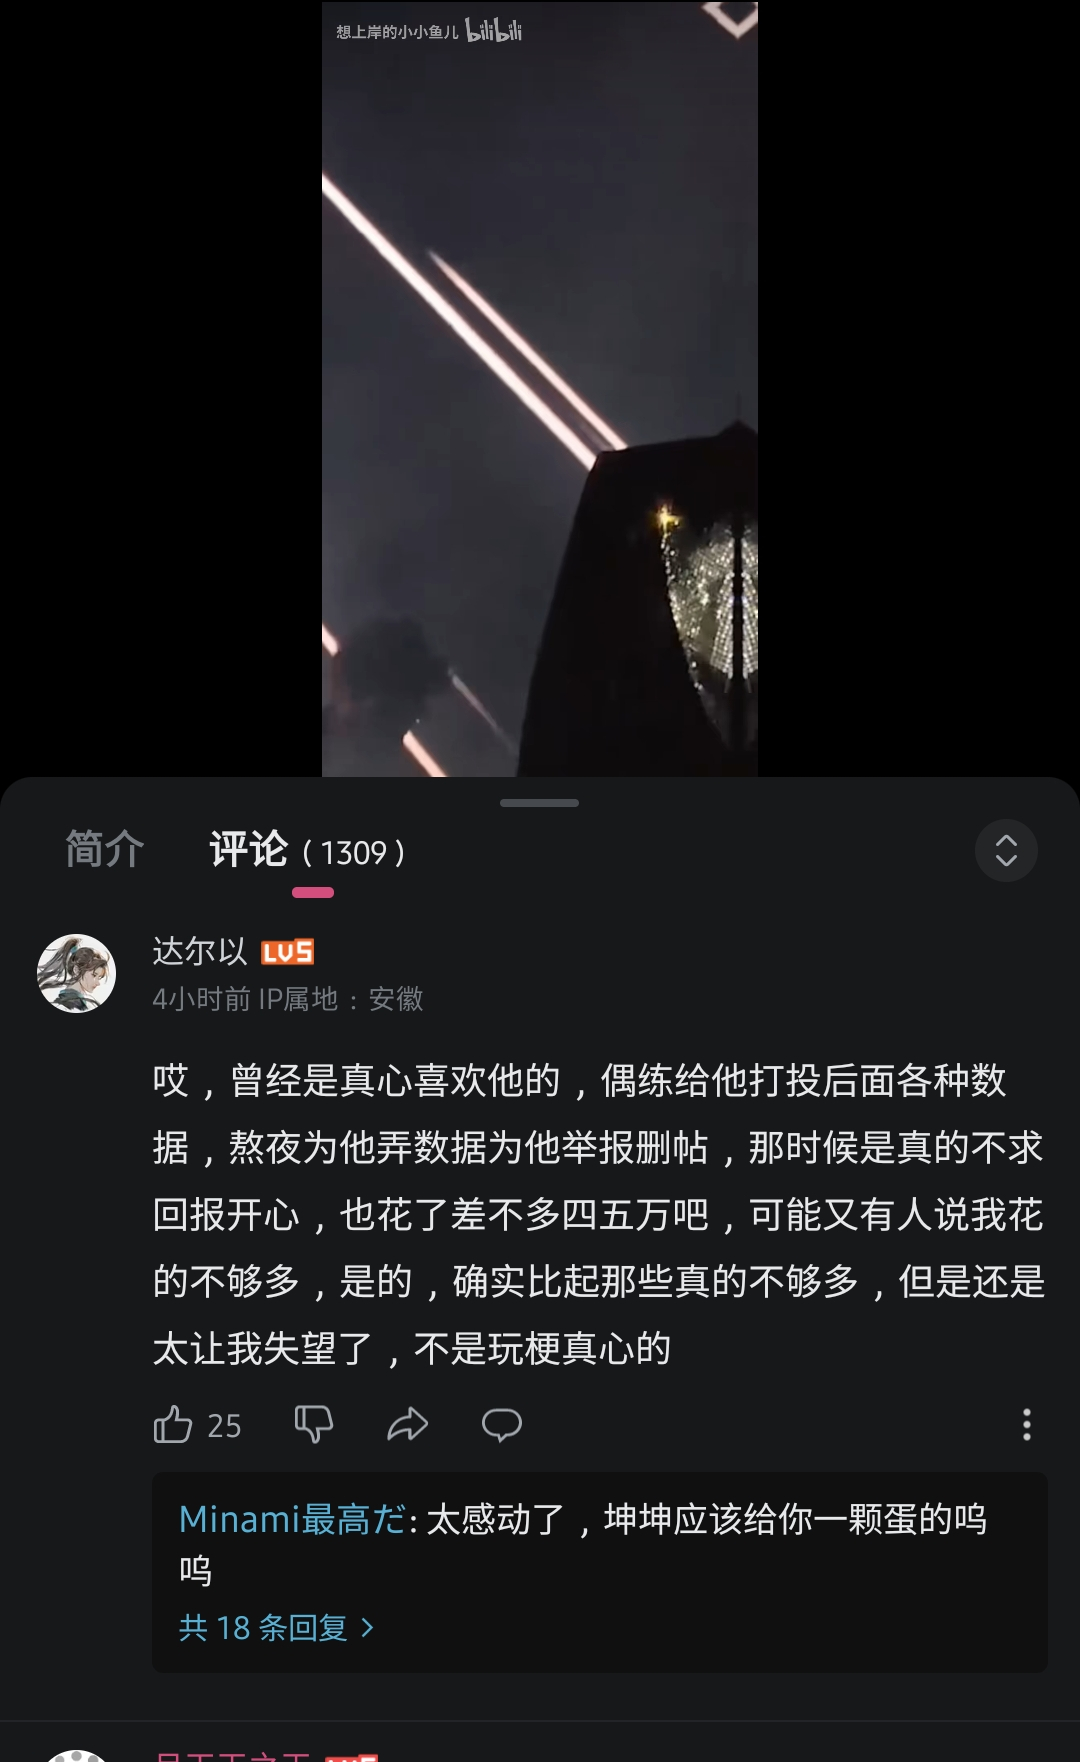 想上岸的小小鱼儿 bilibili
简介 评论 (1309)
达尔以 LV5
4小时前 IP属地：安徽
哎，曾经是真心喜欢他的，偶练给他打投后面各种数
据，熬夜为他弄数据为他举报删帖，那时候是真的不求
回报开心，也花了差不多四五万吧，可能又有人说我花
的不够多，是的，确实比起那些真的不够多，但是还是
太让我失望了，不是玩梗真心的
25
Minami最高だ: 太感动了，坤坤应该给你一颗蛋的呜
呜
共 18 条回复 >